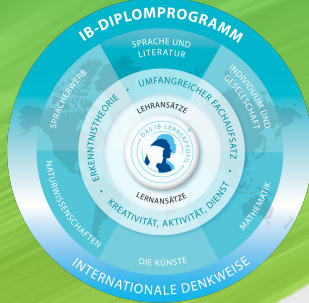 IB-DIPLOMPROGRAMM
SPRACHE UND
LITERATUR
SPRACHERWERB
INDIVIDUUM UND
GESELLSCHAFT
NATURWISSENSCHAFTEN
MATHEMATIK
DIE KÜNSTE
ERKENNTNISTHEORIE • UMFANGREICHER FACHAUFSATZ •
KREATIVITÄT, AKTIVITÄT, DIENST •
LEHRANSÄTZE
DAS IB-LERNERPROFIL
LERNANSÄTZE
INTERNATIONALE DENKWEISE